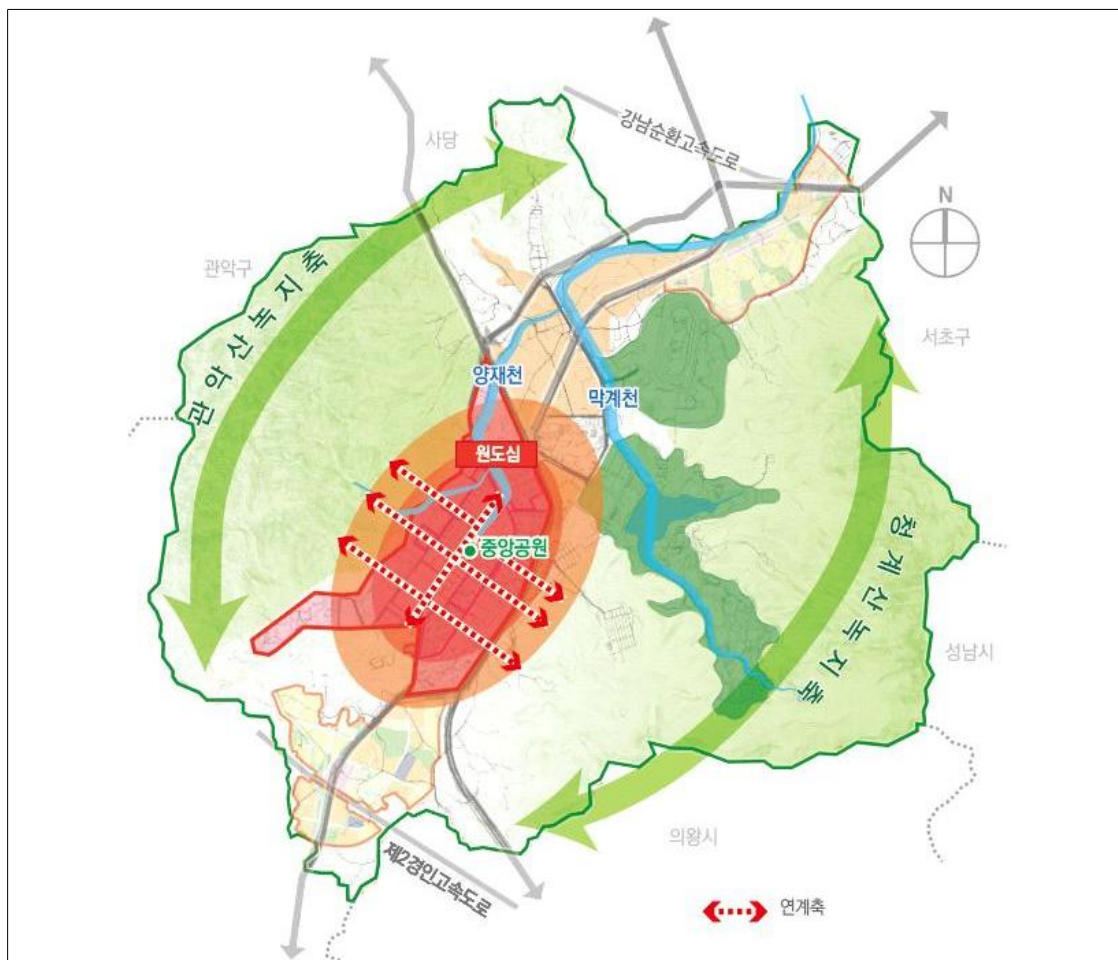 강남순환고속도로
사당
N
관악구
관악산녹지축
서초구
양재천
막계천
원도심
중앙공원
청계산녹지축
성남시
의왕시
제2경인고속도로
연계축